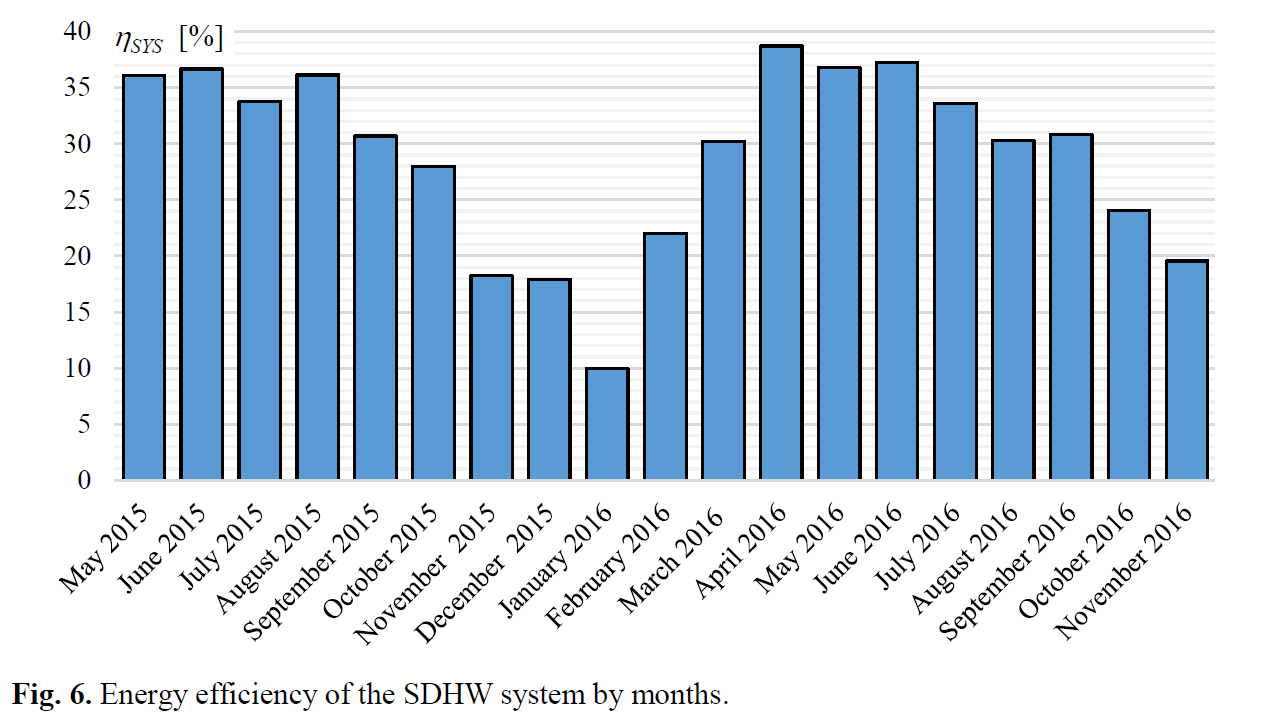 40
η_SYS [%]
35
30
25
20
15
10
5
0
May 2015
June 2015
July 2015
August 2015
September 2015
October 2015
November 2015
December 2015
January 2016
February 2016
March 2016
April 2016
May 2016
June 2016
July 2016
August 2016
September 2016
October 2016
November 2016
Fig. 6. Energy efficiency of the SDHW system by months.